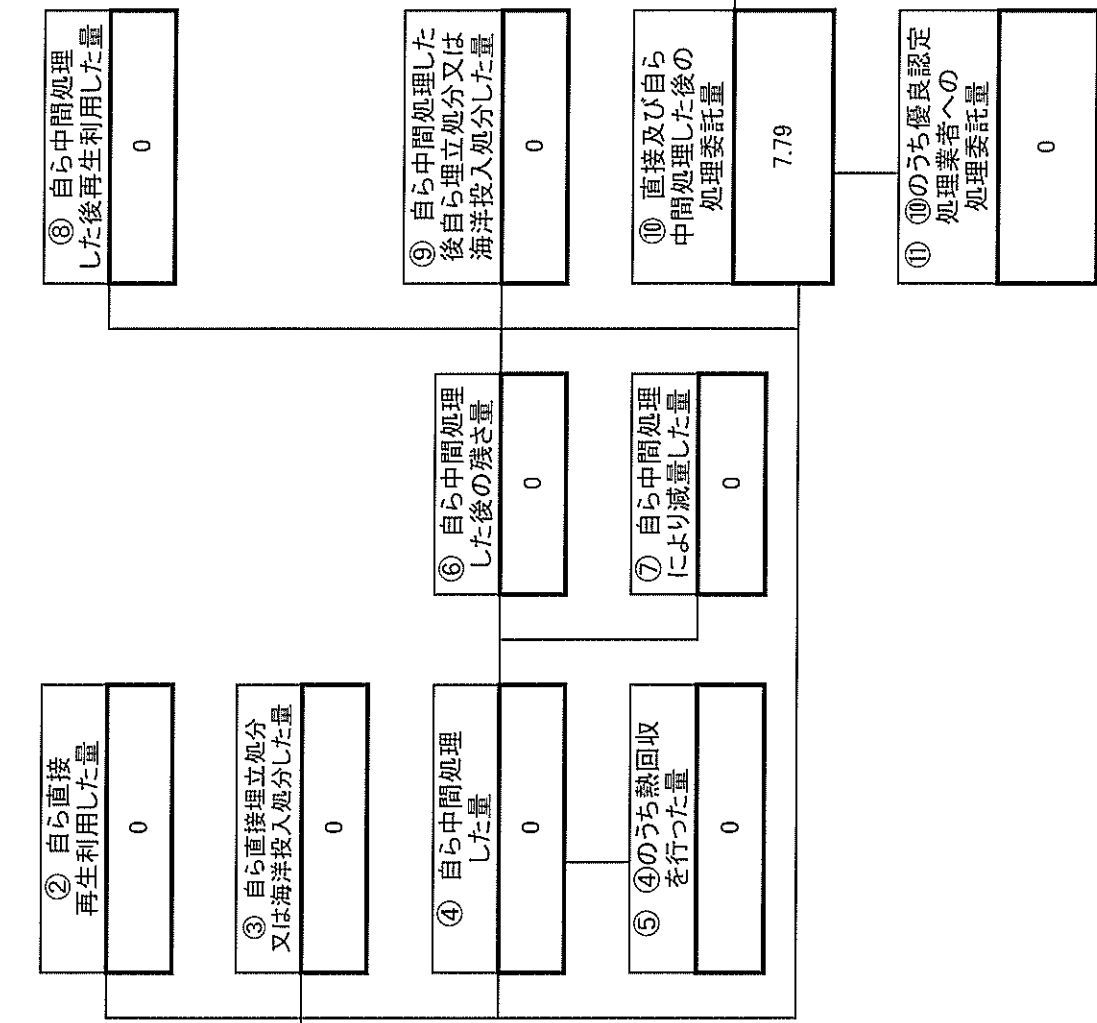 ② 自ら直接
再生利用した量
0
③ 自ら直接埋立処分
又は海洋投入処分した量
0
④ 自ら中間処理
した量
0
⑤ ④のうち熱回収
を行った量
0
⑥ 自ら中間処理
した後の残さ量
0
⑦ 自ら中間処理
により減量した量
0
⑧ 自ら中間処理
した後再生利用した量
0
⑨ 自ら中間処理した
後自ら埋立処分又は
海洋投入処分した量
0
⑩ 直接及び自ら
中間処理した後の
処理委託量
7.79
⑪ ⑩のうち優良認定
処理業者への
処理委託量
0